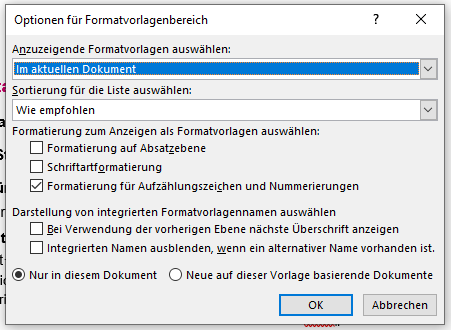 Optionen für Formatvorlagenbereich
Anzuzeigende Formatvorlagen auswählen:
Im aktuellen Dokument
Sortierung für die Liste auswählen:
Wie empfohlen
Formatierung zum Anzeigen als Formatvorlagen auswählen:
Formatierung auf Absatzebene
Schriftartformatierung
Formatierung für Aufzählungszeichen und Nummerierungen
Darstellung von integrierten Formatvorlagennamen auswählen
Bei Verwendung der vorherigen Ebene nächste Überschrift anzeigen
Integrierten Namen ausblenden, wenn ein alternativer Name vorhanden ist.
Nur in diesem Dokument Neue auf dieser Vorlage basierende Dokumente
OK Abbrechen